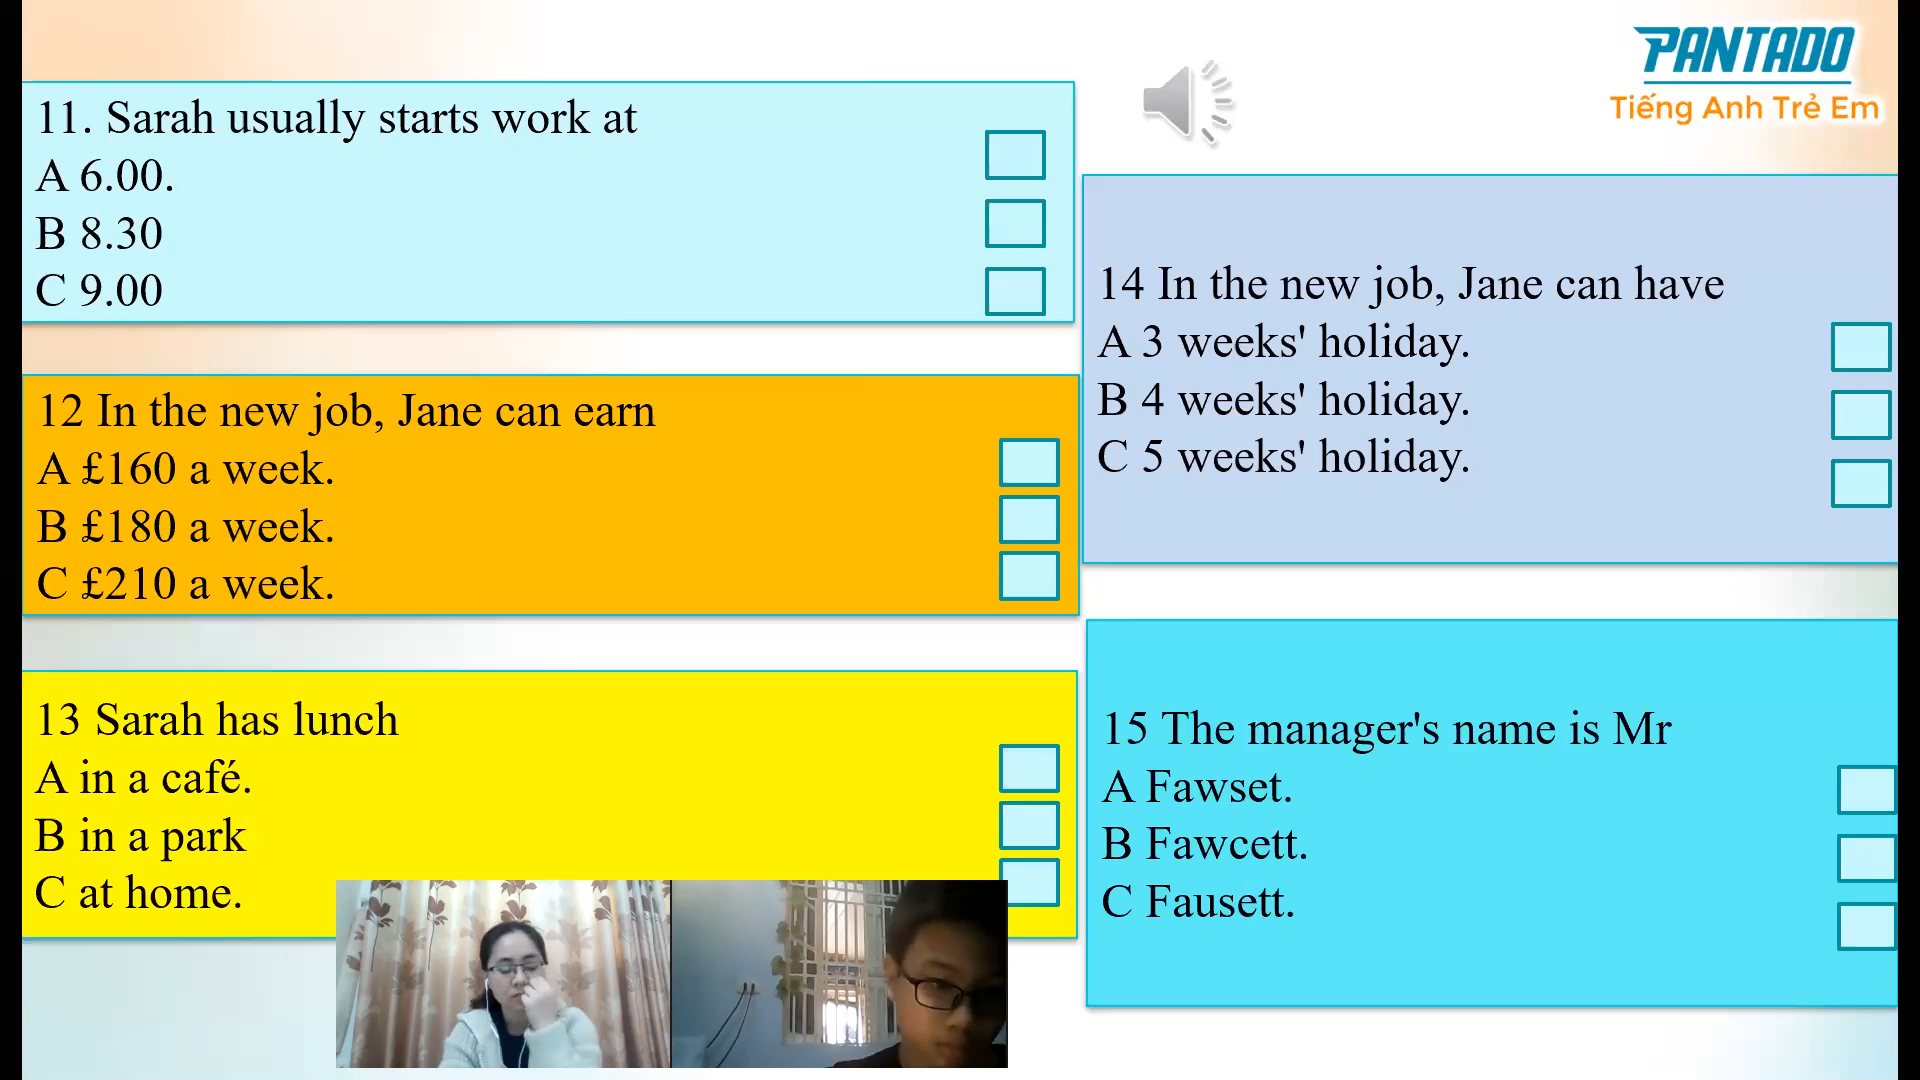 PANTADO
Tiếng Anh Trẻ Em
11. Sarah usually starts work at
A 6.00.
B 8.30
C 9.00
12 In the new job, Jane can earn
A £160 a week.
B £180 a week.
C £210 a week.
13 Sarah has lunch
A in a café.
B in a park
C at home.
14 In the new job, Jane can have
A 3 weeks' holiday.
B 4 weeks' holiday.
C 5 weeks' holiday.
15 The manager's name is Mr
A Fawset.
B Fawcett.
C Fausett.